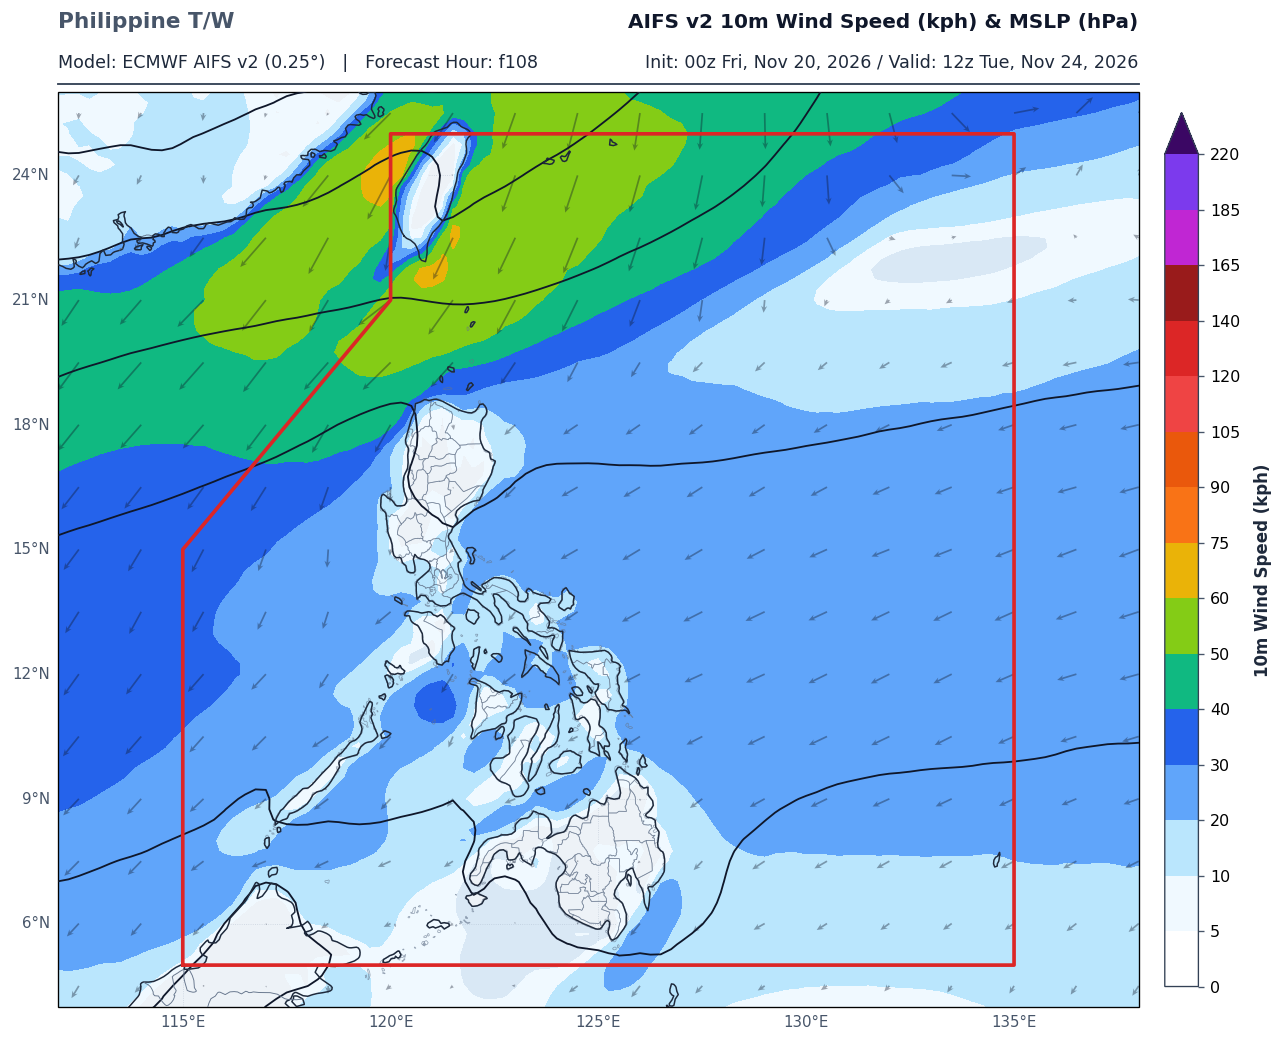 Philippine T/W
AIFS v2 10m Wind Speed (kph) & MSLP (hPa)
Model: ECMWF AIFS v2 (0.25°) | Forecast Hour: f108
Init: 00z Fri, Nov 20, 2026 / Valid: 12z Tue, Nov 24, 2026
24°N
21°N
18°N
15°N
12°N
9°N
6°N
115°E
120°E
125°E
130°E
135°E
220
185
165
140
120
105
90
75
60
50
40
30
20
10
5
0
10m Wind Speed (kph)